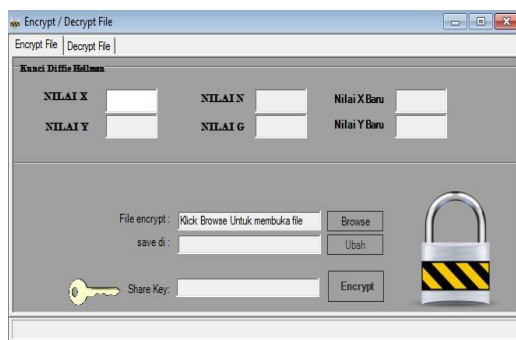 Encrypt / Decrypt File
Encrypt File Decrypt File
Kunci Diffie Hellman
NILAI X NILAI N Nilai X Baru
NILAI Y NILAI G Nilai Y Baru
File encrypt : Klick Browse Untuk membuka file Browse
save di : Ubah
Share Key: Encrypt